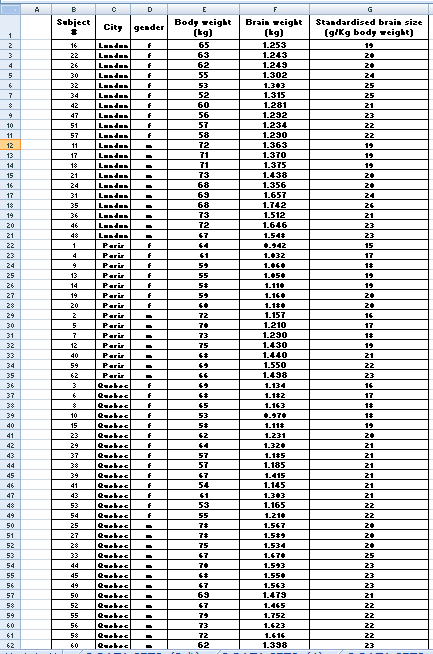 A B C D E F G
1 Subject # City gender Body weight (kg) Brain weight (kg) Standardised brain size (g/Kg body weight)
2 16 London f 65 1.253 19
3 22 London f 63 1.243 20
4 26 London f 62 1.249 20
5 30 London f 55 1.302 24
6 32 London f 53 1.303 25
7 34 London f 52 1.315 25
8 42 London f 60 1.281 21
9 47 London f 56 1.292 23
10 51 London f 57 1.234 22
11 57 London f 58 1.290 22
12 11 London m 72 1.363 19
13 17 London m 71 1.370 19
14 18 London m 71 1.375 19
15 21 London m 73 1.438 20
16 24 London m 68 1.356 20
17 31 London m 69 1.657 24
18 35 London m 68 1.742 26
19 36 London m 73 1.512 21
20 46 London m 72 1.646 23
21 48 London m 67 1.548 23
22 1 Paris f 64 0.942 15
23 4 Paris f 61 1.032 17
24 9 Paris f 59 1.060 18
25 13 Paris f 55 1.050 19
26 14 Paris f 58 1.110 19
27 19 Paris f 59 1.160 20
28 20 Paris f 60 1.180 20
29 2 Paris m 72 1.157 16
30 5 Paris m 70 1.210 17
31 7 Paris m 73 1.290 18
32 12 Paris m 75 1.430 19
33 40 Paris m 68 1.440 21
34 59 Paris m 69 1.550 22
35 62 Paris m 66 1.498 23
36 3 Quebec f 69 1.134 16
37 6 Quebec f 68 1.182 17
38 8 Quebec f 65 1.163 18
39 10 Quebec f 53 0.970 18
40 15 Quebec f 58 1.118 19
41 23 Quebec f 62 1.231 20
42 29 Quebec f 64 1.320 21
43 37 Quebec f 57 1.185 21
44 38 Quebec f 57 1.185 21
45 39 Quebec f 67 1.415 21
46 41 Quebec f 54 1.145 21
47 43 Quebec f 61 1.303 21
48 53 Quebec f 53 1.165 22
49 54 Quebec f 55 1.210 22
50 25 Quebec m 78 1.567 20
51 27 Quebec m 78 1.589 20
52 28 Quebec m 75 1.534 20
53 33 Quebec m 67 1.670 25
54 44 Quebec m 70 1.593 23
55 45 Quebec m 68 1.550 23
56 49 Quebec m 67 1.563 23
57 50 Quebec m 69 1.479 21
58 52 Quebec m 67 1.465 22
59 55 Quebec m 79 1.752 22
60 56 Quebec m 73 1.623 22
61 58 Quebec m 72 1.616 22
62 60 Quebec m 62 1.398 23